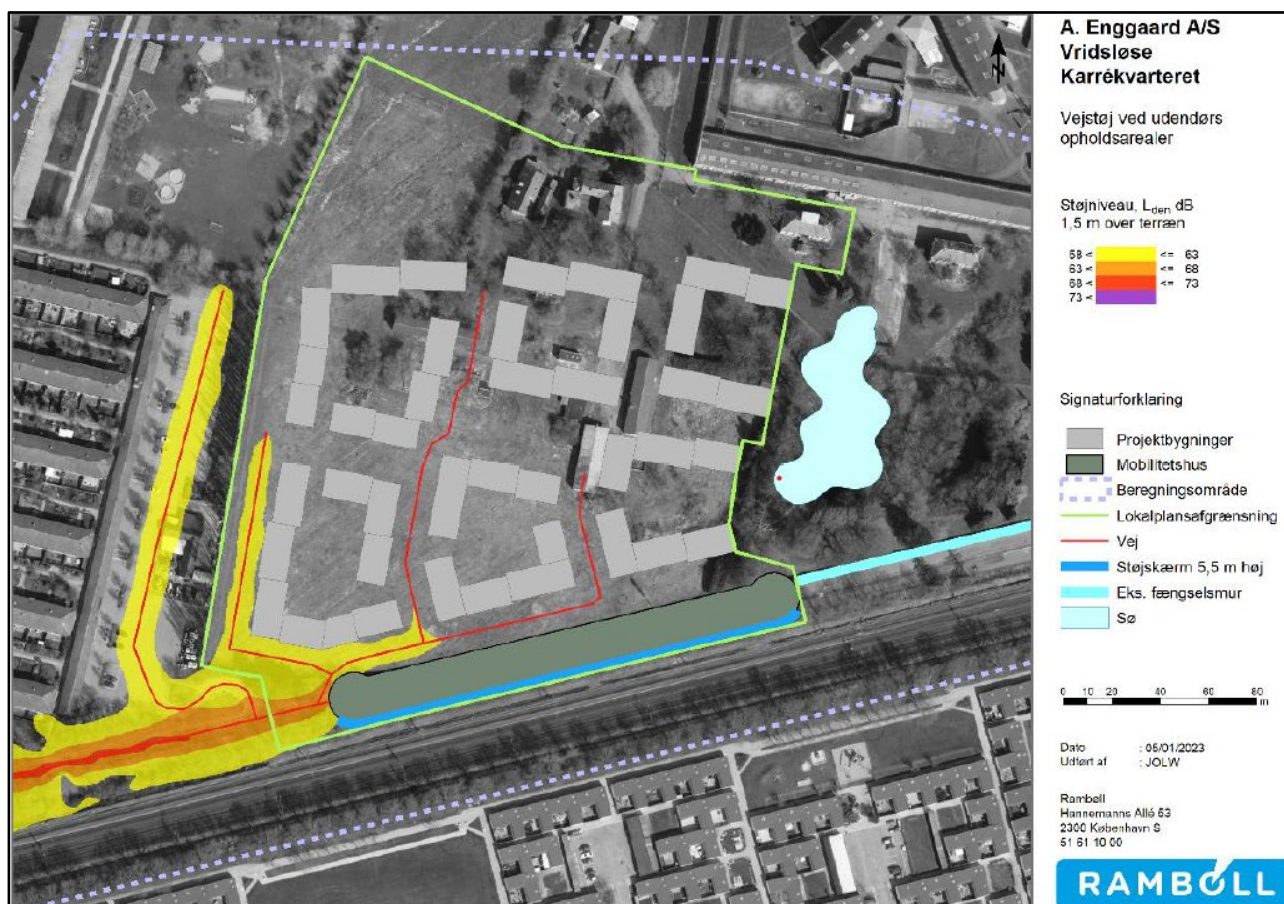 A. Enggaard A/S
Vridsløse
Karrékvarteret
Vejstøj ved udendørs
opholdsarealer
Støjniveau, Lden dB
1,5 m over terræn
58 < <= 63
63 < <= 68
68 < <= 73
73 <
Signaturforklaring
Projektbygninger
Mobilitetshus
Beregningsområde
Lokalplansafgrænsning
Vej
Støjskærm 5,5 m høj
Eks. fængselsmur
Sø
0 10 20 40 60 80
m
Dato : 05/01/2023
Udført af : JOLW
Rambøll
Hannemanns Allé 53
2300 København S
51 61 10 00
RAMBOLL
N